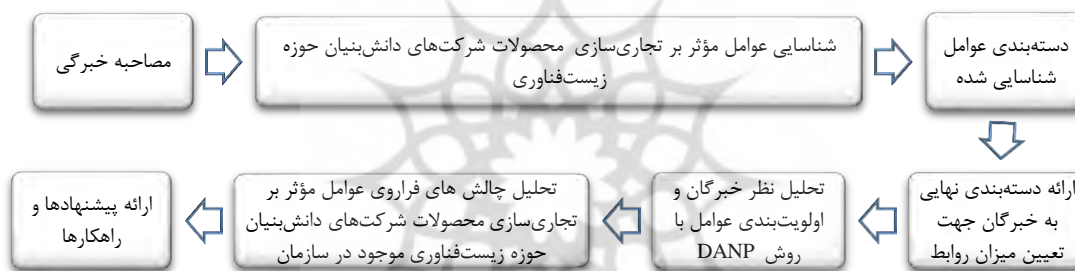 مصاحبه خبرگی
شناسایی عوامل مؤثر بر تجاری‌سازی محصولات شرکت‌های دانش‌بنیان حوزه
زیست‌فناوری
دسته‌بندی عوامل
شناسایی شده
ارائه دسته‌بندی نهایی
به خبرگان جهت
تعیین میزان روابط
تحلیل نظر خبرگان و
اولویت‌بندی عوامل با
روش DANP
تحلیل چالش های فراروی عوامل مؤثر بر
تجاری‌سازی محصولات شرکت‌های دانش‌بنیان
حوزه زیست‌فناوری موجود در سازمان
ارائه پیشنهادها و
راهکارها